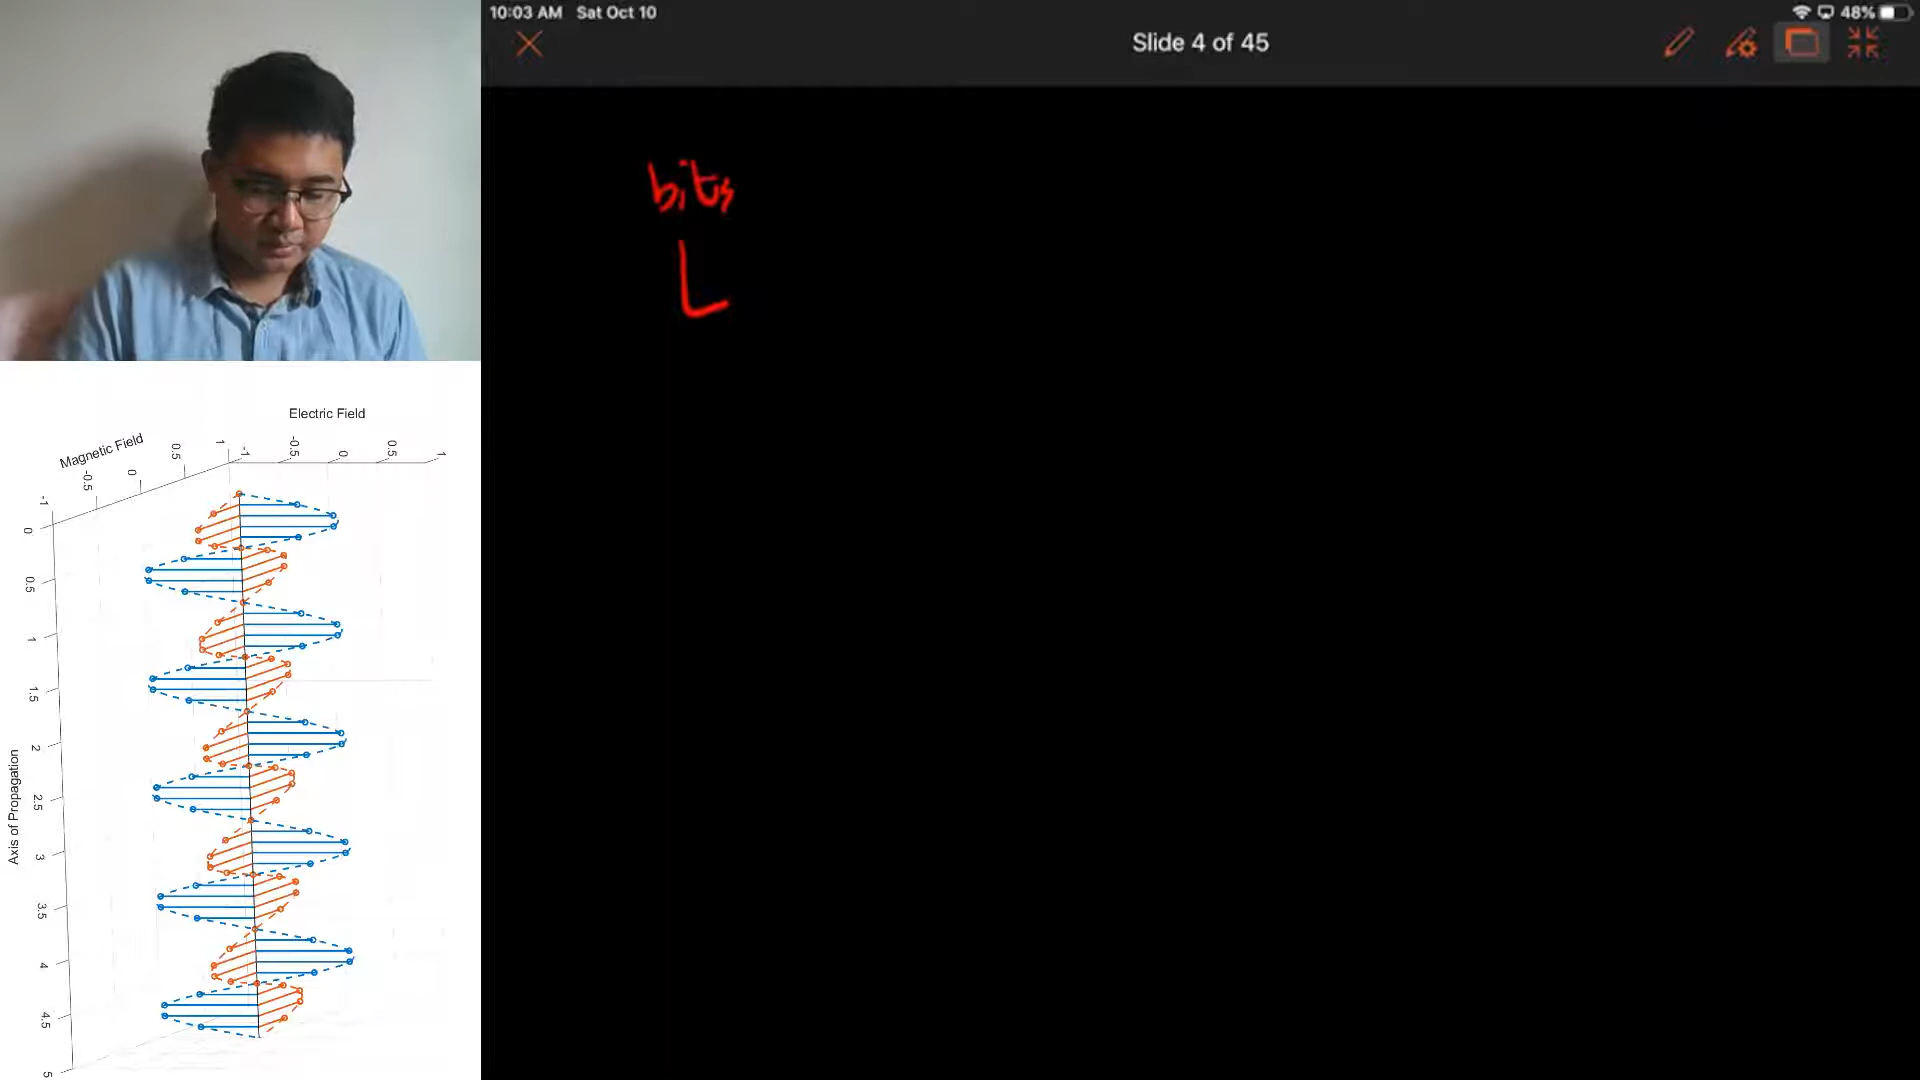 10:03 AM Sat Oct 10
48%
Slide 4 of 45
bits
Electric Field
Magnetic Field
-1 -0.5 0 0.5 1
-1 -0.5 0 0.5 1
0
0.5
1
1.5
2
2.5
3
3.5
4
4.5
5
Axis of Propagation